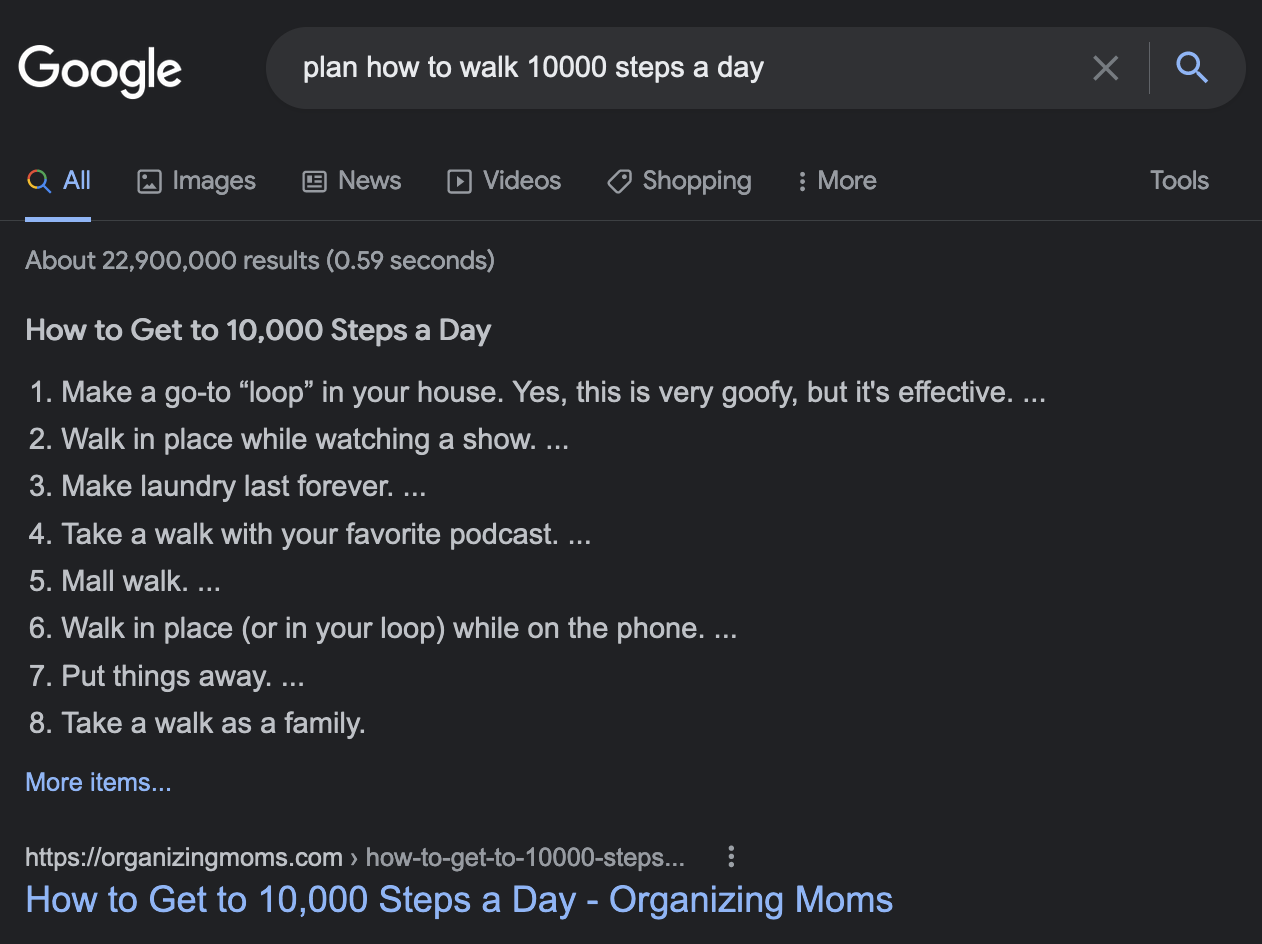 Google
plan how to walk 10000 steps a day
All Images News Videos Shopping More Tools
About 22,900,000 results (0.59 seconds)
How to Get to 10,000 Steps a Day
1. Make a go-to “loop” in your house. Yes, this is very goofy, but it's effective. ...
2. Walk in place while watching a show. ...
3. Make laundry last forever. ...
4. Take a walk with your favorite podcast. ...
5. Mall walk. ...
6. Walk in place (or in your loop) while on the phone. ...
7. Put things away. ...
8. Take a walk as a family.
More items...
https://organizingmoms.com › how-to-get-to-10000-steps...
How to Get to 10,000 Steps a Day - Organizing Moms